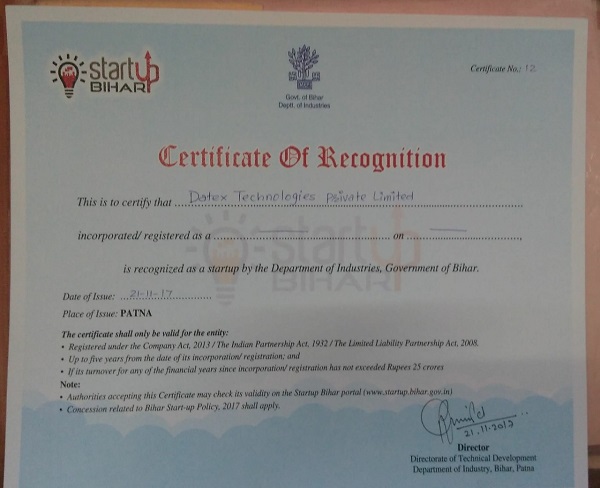 startup
BIHAR
Govt. of Bihar
Deptt. of Industries
Certificate No.: 12
Certificate Of Recognition
This is to certify that Datex Technologies Private Limited
incorporated/ registered as a ........ on ........,
startup
BIHAR
is recognized as a startup by the Department of Industries, Government of Bihar.
Date of Issue: 21-11-17
Place of Issue: PATNA
The certificate shall only be valid for the entity:
• Registered under the Company Act, 2013 / The Indian Partnership Act, 1932 / The Limited Liability Partnership Act, 2008.
• Up to five years from the date of its incorporation/ registration; and
• If its turnover for any of the financial years since incorporation/ registration has not exceeded Rupees 25 crores
Note:
• Authorities accepting this Certificate may check its validity on the Startup Bihar portal (www.startup.bihar.gov.in)
• Concession related to Bihar Start-up Policy, 2017 shall apply.
21.11.2017
Director
Directorate of Technical Development
Department of Industry, Bihar, Patna